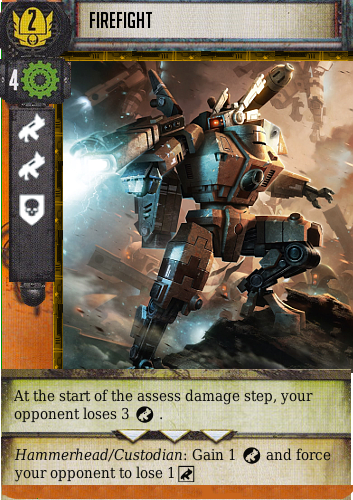 2
FIREFIGHT
4
At the start of the assess damage step, your
opponent loses 3 .
Hammerhead/Custodian: Gain 1 and force
your opponent to lose 1